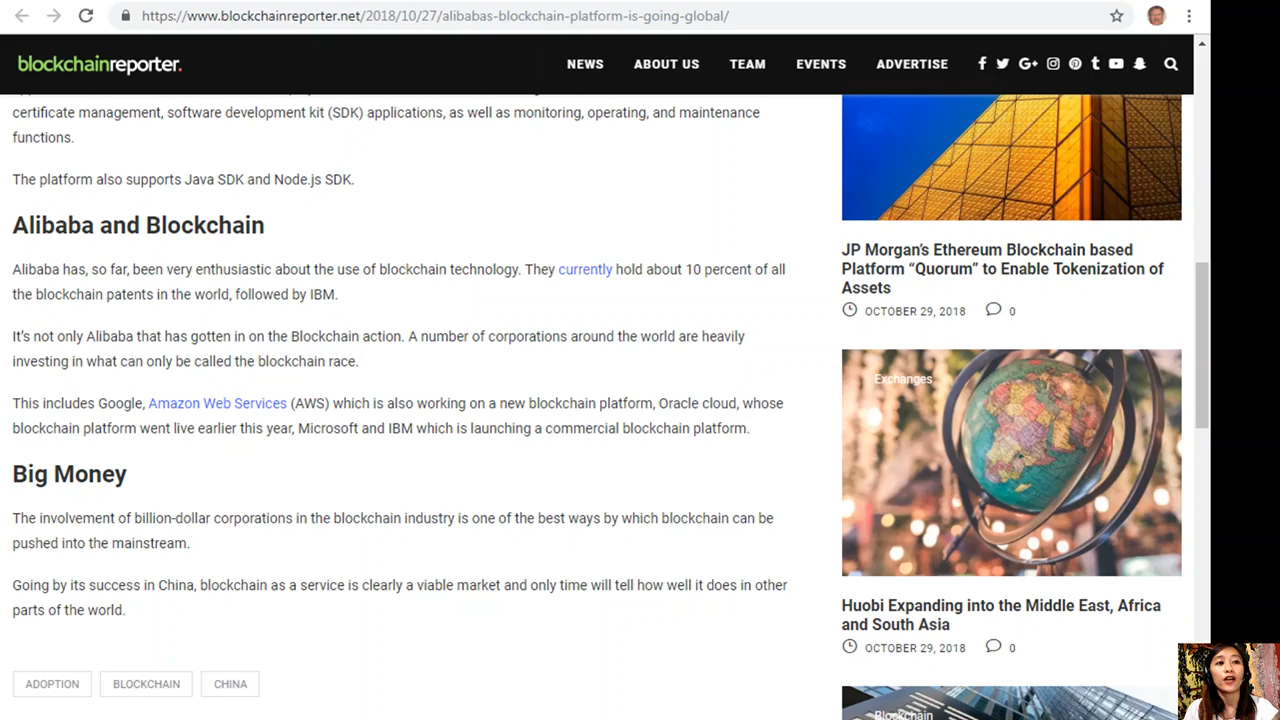 https://www.blockchainreporter.net/2018/10/27/alibabas-blockchain-platform-is-going-global/
blockchainreporter.
NEWS ABOUT US TEAM EVENTS ADVERTISE
certificate management, software development kit (SDK) applications, as well as monitoring, operating, and maintenance
functions.
The platform also supports Java SDK and Node.js SDK.
Alibaba and Blockchain
Alibaba has, so far, been very enthusiastic about the use of blockchain technology. They currently hold about 10 percent of all
the blockchain patents in the world, followed by IBM.
It's not only Alibaba that has gotten in on the Blockchain action. A number of corporations around the world are heavily
investing in what can only be called the blockchain race.
This includes Google, Amazon Web Services (AWS) which is also working on a new blockchain platform, Oracle cloud, whose
blockchain platform went live earlier this year, Microsoft and IBM which is launching a commercial blockchain platform.
Big Money
The involvement of billion-dollar corporations in the blockchain industry is one of the best ways by which blockchain can be
pushed into the mainstream.
Going by its success in China, blockchain as a service is clearly a viable market and only time will tell how well it does in other
parts of the world.
ADOPTION BLOCKCHAIN CHINA
JP Morgan's Ethereum Blockchain based
Platform “Quorum” to Enable Tokenization of
Assets
OCTOBER 29, 2018 0
Exchanges
Huobi Expanding into the Middle East, Africa
and South Asia
OCTOBER 29, 2018 0
Blockchain